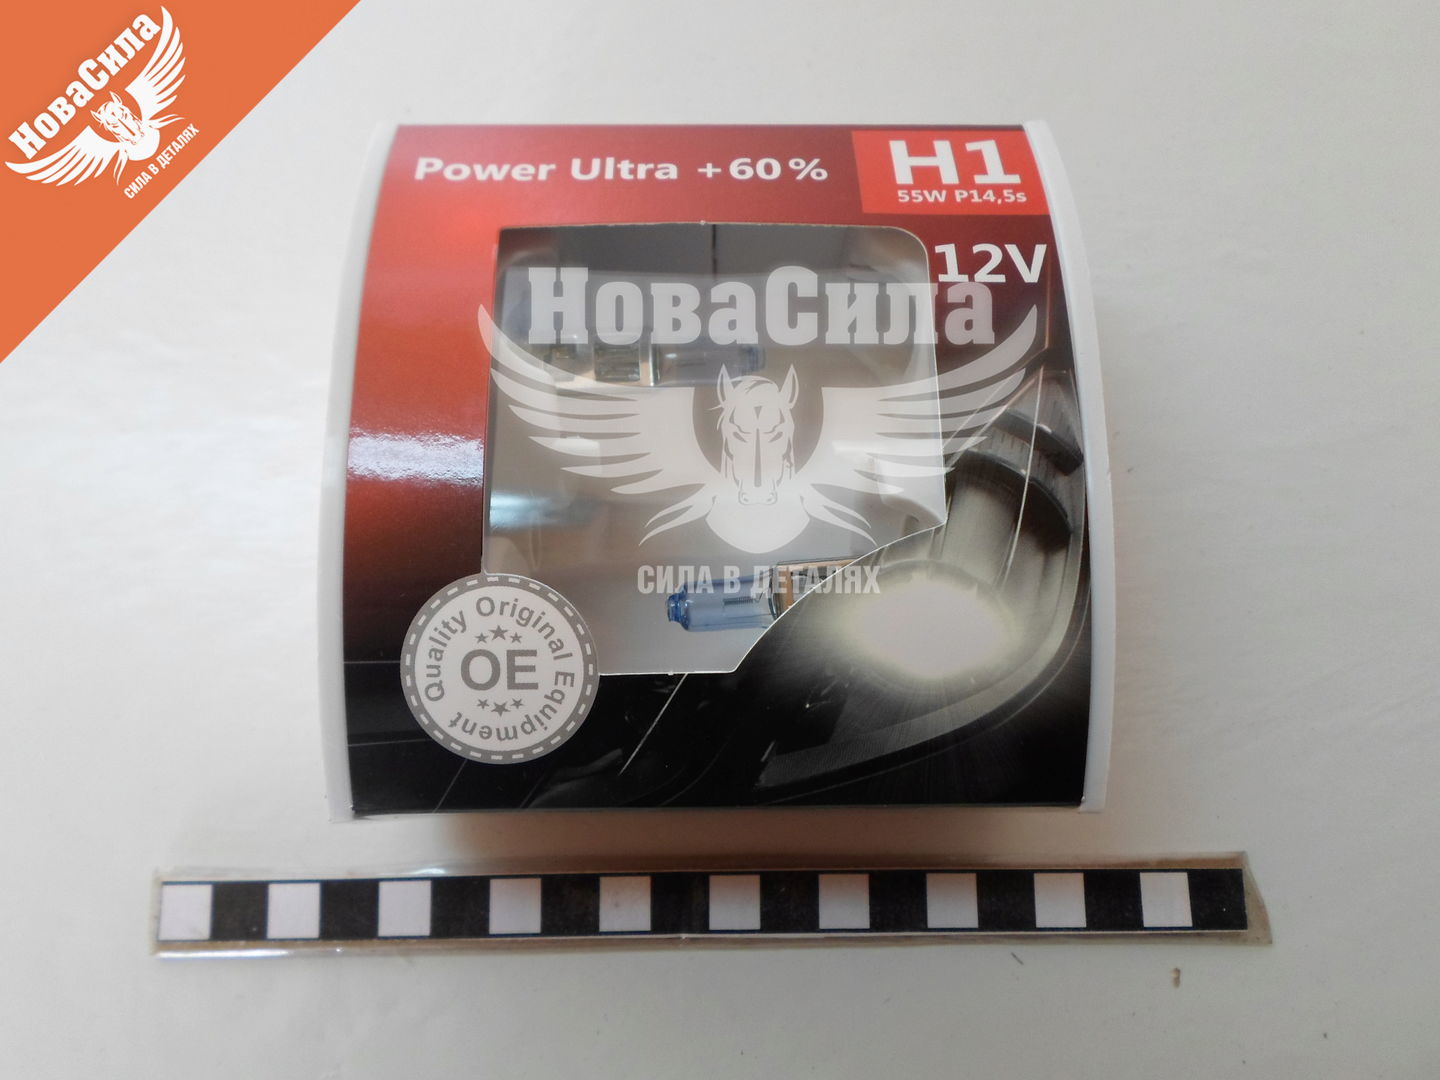 НоваСила
СИЛА В ДЕТАЛЯХ
Power Ultra +60%
H1
55W P14,5s
12V
НоваСила
СИЛА В ДЕТАЛЯХ
Quality Original Equipment
OE